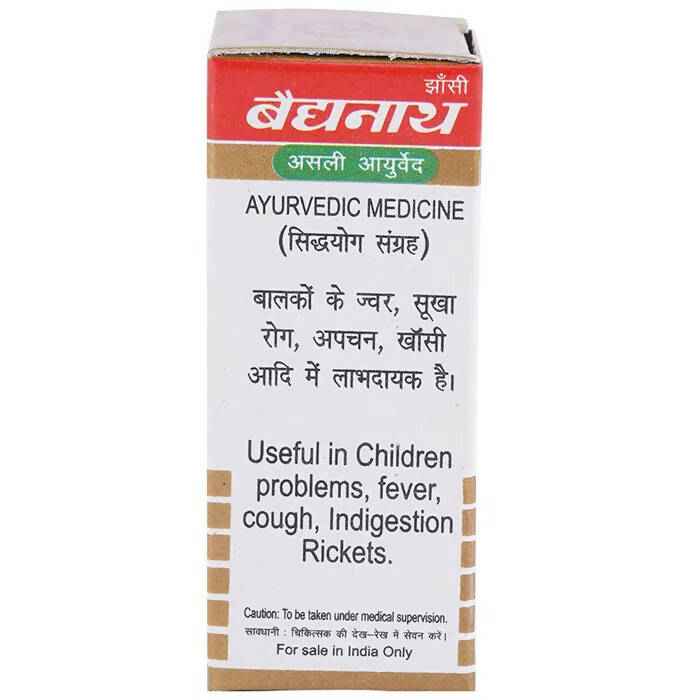 झाँसी
बैद्यनाथ
असली आयुर्वेद
AYURVEDIC MEDICINE
(सिद्धयोग संग्रह)
बालकों के ज्वर, सूखा
रोग, अपचन, खाँसी
आदि में लाभदायक है।
Useful in Children
problems, fever,
cough, Indigestion
Rickets.
Caution: To be taken under medical supervision.
सावधानी : चिकित्सक की देख-रेख में सेवन करें।
For sale in India Only